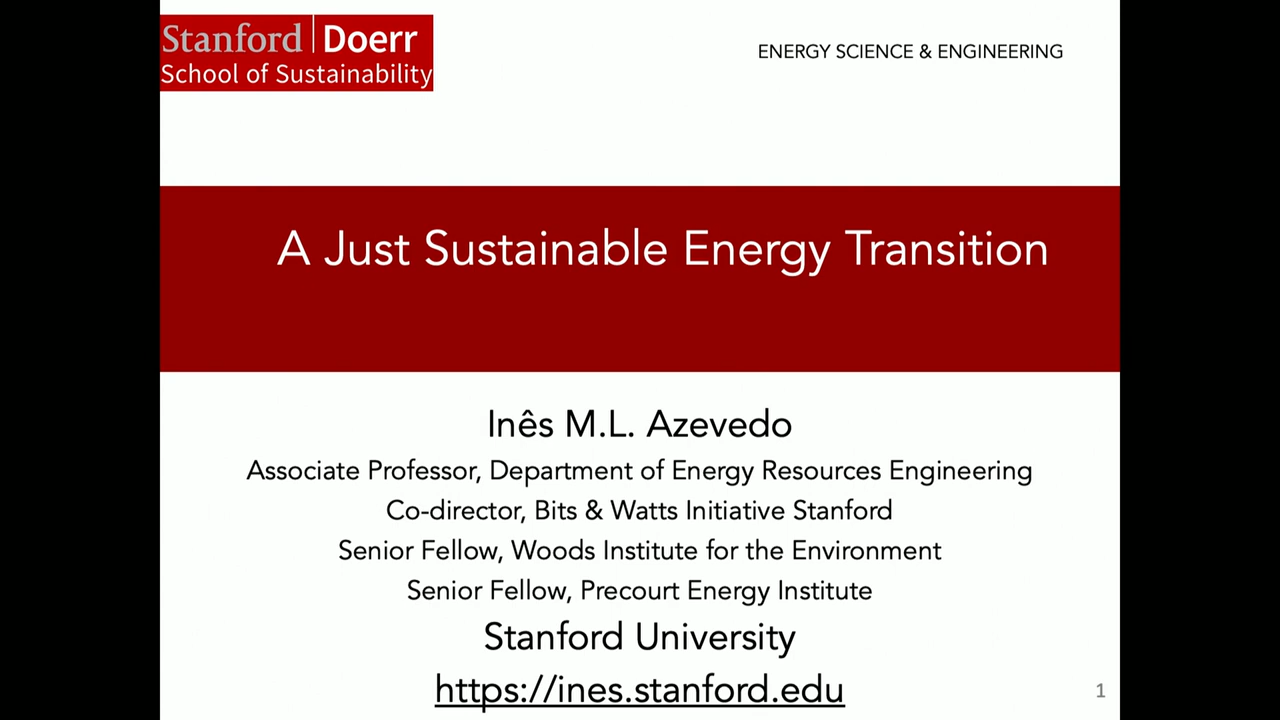 Stanford | Doerr
School of Sustainability
ENERGY SCIENCE & ENGINEERING
A Just Sustainable Energy Transition
Inês M.L. Azevedo
Associate Professor, Department of Energy Resources Engineering
Co-director, Bits & Watts Initiative Stanford
Senior Fellow, Woods Institute for the Environment
Senior Fellow, Precourt Energy Institute
Stanford University
https://ines.stanford.edu
1